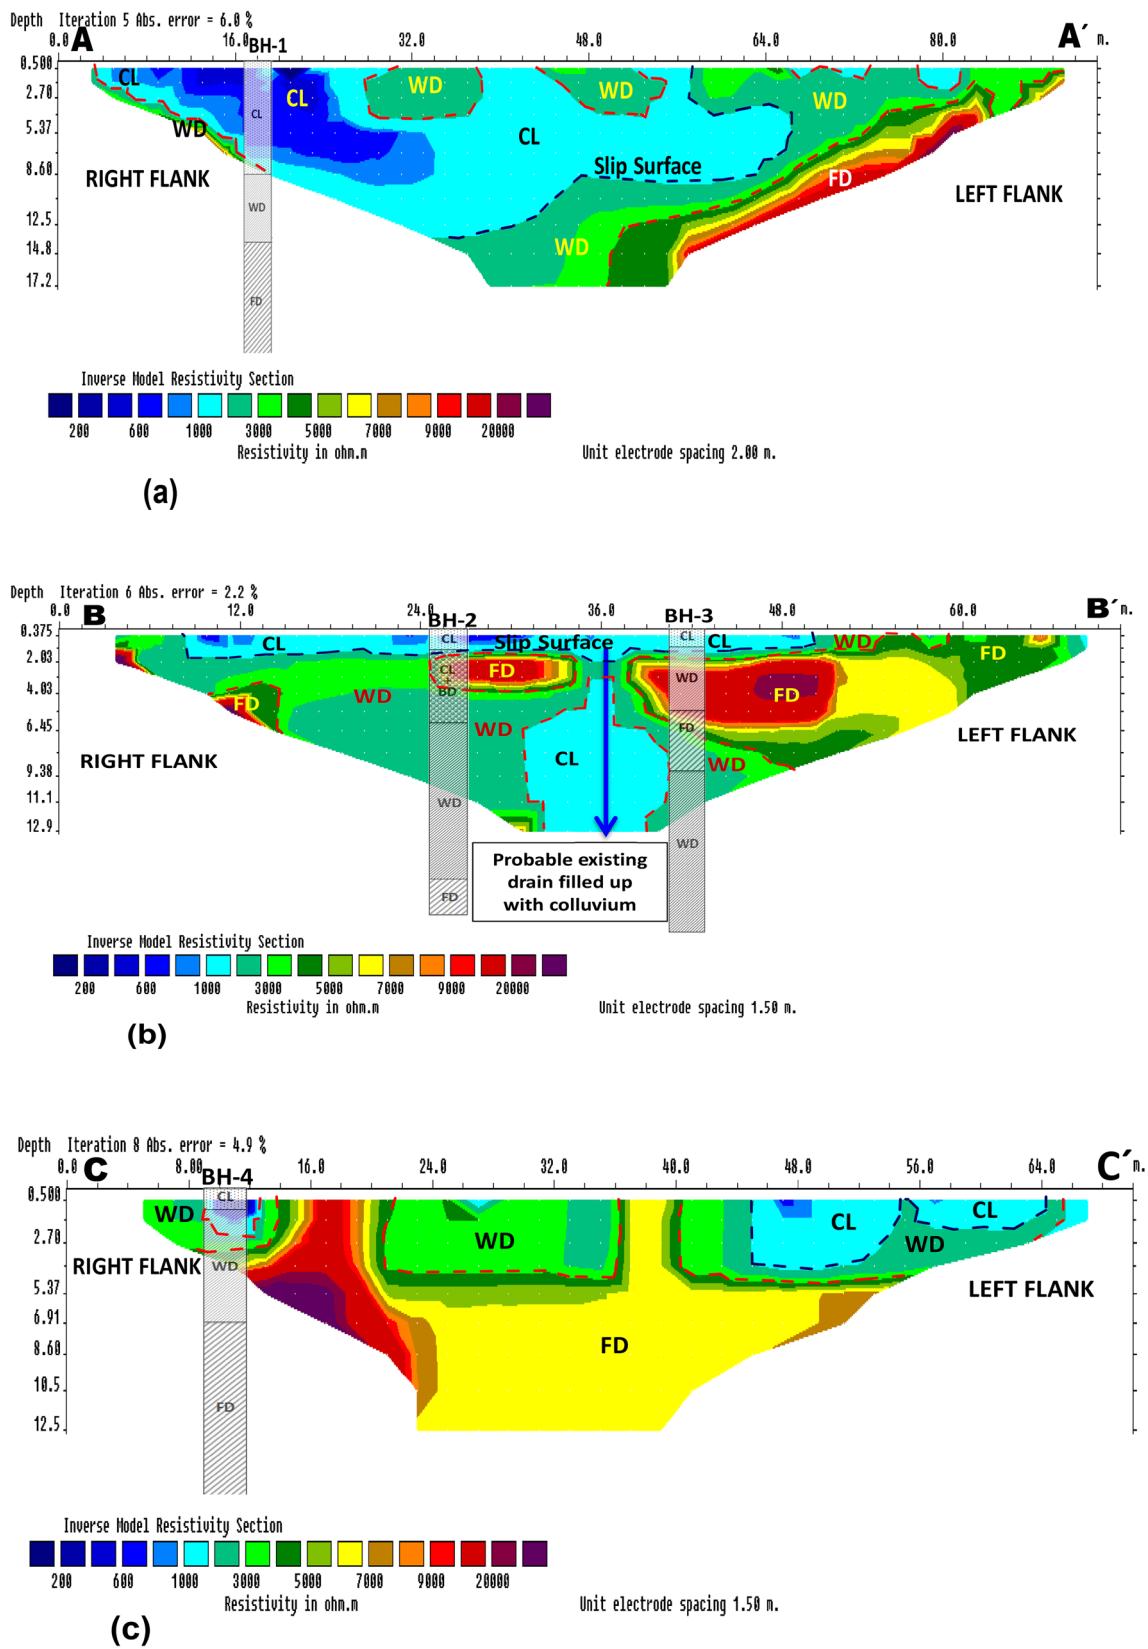 Depth Iteration 5 Abs. error = 6.0 %
0.0 A 16.0 BH-1 32.0 48.0 64.0 80.0 A´ m.
0.500
2.70
5.37
8.60
12.5
14.8
17.2
CL
WD
CL
CL
WD
WD
WD
CL
Slip Surface
RIGHT FLANK
FD
LEFT FLANK
WD
WD
FD
Inverse Model Resistivity Section
200 600 1000 3000 5000 7000 9000 20000
Resistivity in ohm.m
Unit electrode spacing 2.00 m.
(a)
Depth Iteration 6 Abs. error = 2.2 %
0.0 B 12.0 24.0 36.0 48.0 60.0 B´ m.
BH-2
BH-3
0.375
2.03
4.03
6.45
9.38
11.1
12.9
CL
CL
Slip Surface
CL
CL
WD
FD
CL
BD
FD
WD
WD
FD
FD
WD
FD
RIGHT FLANK
CL
WD
LEFT FLANK
WD
WD
FD
Probable existing
drain filled up
with colluvium
Inverse Model Resistivity Section
200 600 1000 3000 5000 7000 9000 20000
Resistivity in ohm.m
Unit electrode spacing 1.50 m.
(b)
Depth Iteration 8 Abs. error = 4.9 %
0.0 C 8.00 16.0 24.0 32.0 40.0 48.0 56.0 64.0 C´ m.
BH-4
0.500
2.70
5.37
6.91
8.60
10.5
12.5
CL
WD
WD
CL
CL
WD
RIGHT FLANK
WD
LEFT FLANK
FD
FD
Inverse Model Resistivity Section
200 600 1000 3000 5000 7000 9000 20000
Resistivity in ohm.m
Unit electrode spacing 1.50 m.
(c)